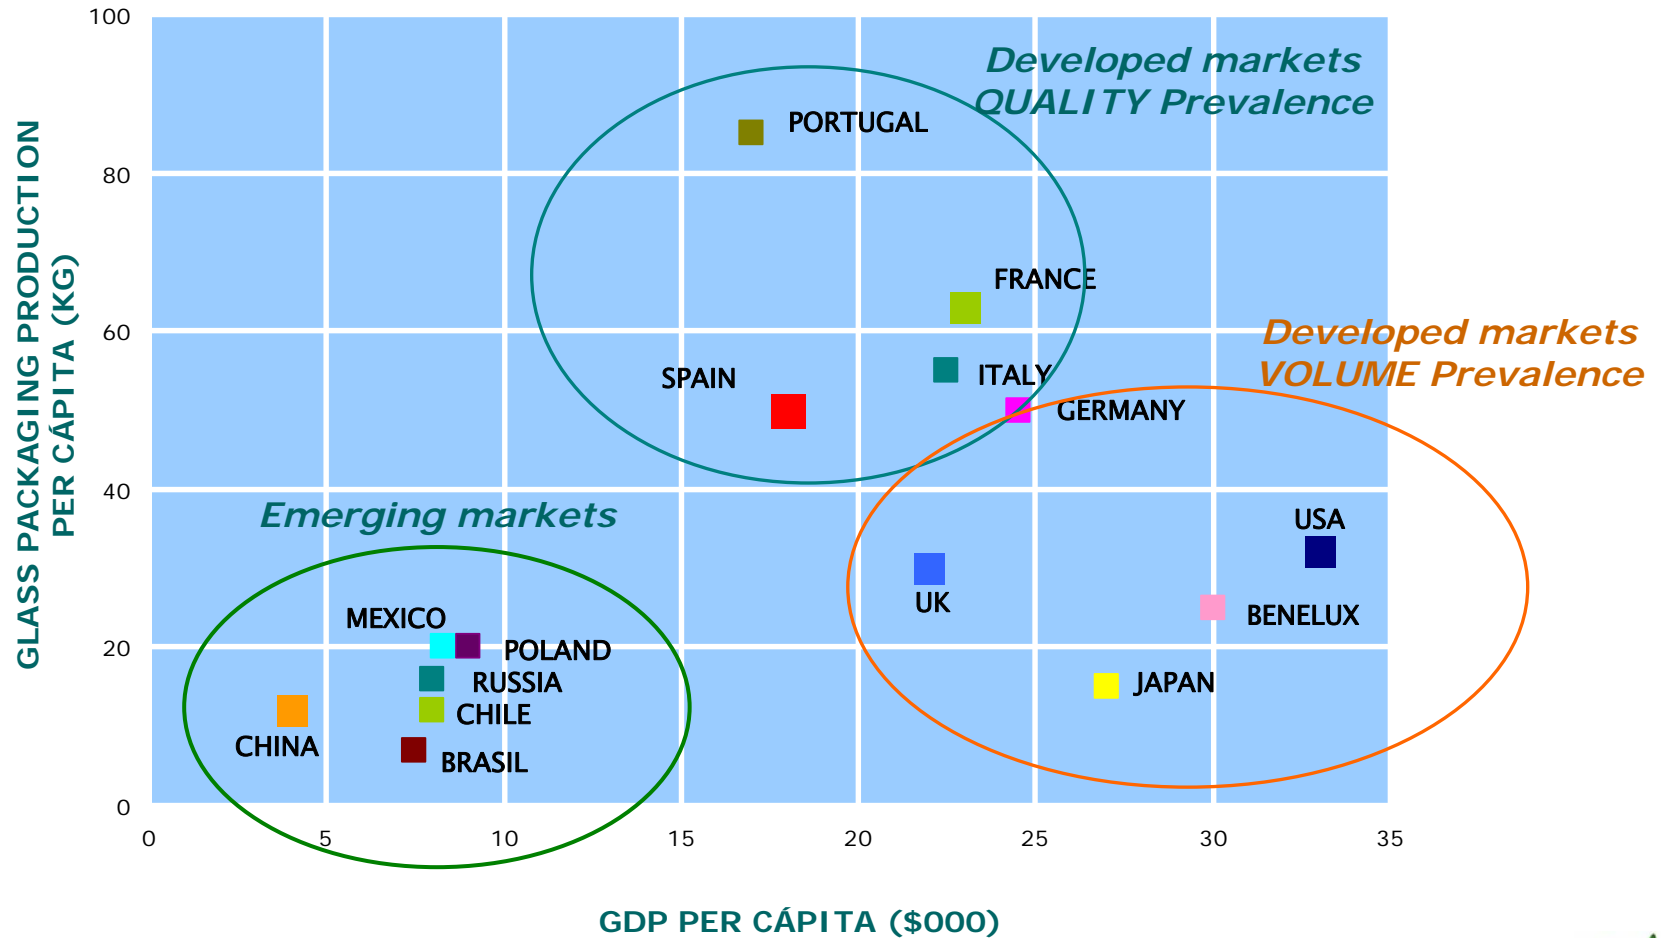 100
80
60
40
20
0
GLASS PACKAGING PRODUCTION
PER CÁPITA (KG)
Developed markets
QUALITY Prevalence
PORTUGAL
FRANCE
SPAIN
ITALY
GERMANY
Developed markets
VOLUME Prevalence
Emerging markets
USA
UK
BENELUX
JAPAN
MEXICO
POLAND
RUSSIA
CHILE
CHINA
BRASIL
0 5 10 15 20 25 30 35
GDP PER CÁPITA ($000)